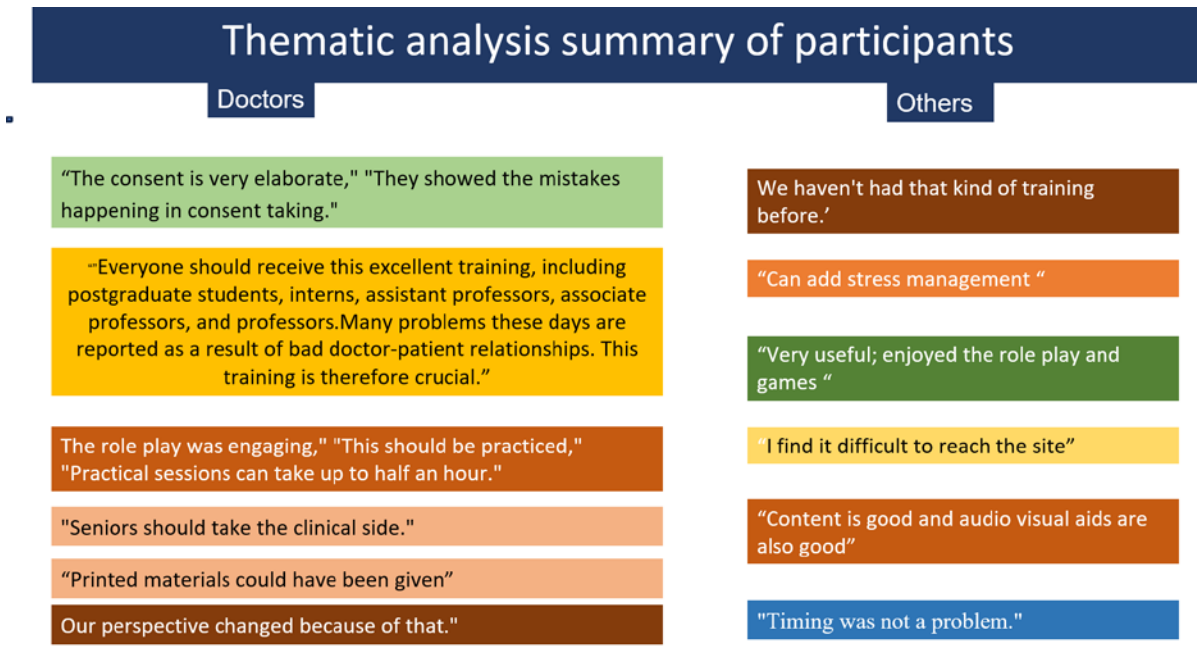 Thematic analysis summary of participants
Doctors
“The consent is very elaborate," "They showed the mistakes
happening in consent taking."
“"Everyone should receive this excellent training, including
postgraduate students, interns, assistant professors, associate
professors, and professors.Many problems these days are
reported as a result of bad doctor-patient relationships. This
training is therefore crucial.”
The role play was engaging," "This should be practiced,"
"Practical sessions can take up to half an hour."
"Seniors should take the clinical side."
“Printed materials could have been given”
Our perspective changed because of that."
Others
We haven't had that kind of training
before.’
“Can add stress management “
“Very useful; enjoyed the role play and
games “
“I find it difficult to reach the site”
“Content is good and audio visual aids are
also good”
"Timing was not a problem."